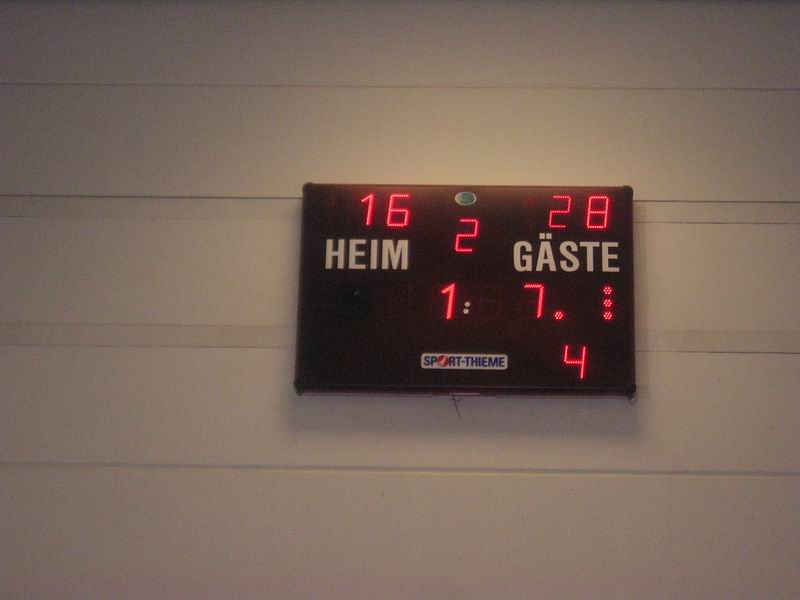 16 2 28
HEIM GÄSTE
1: 7.
SPORT-THIEME 4